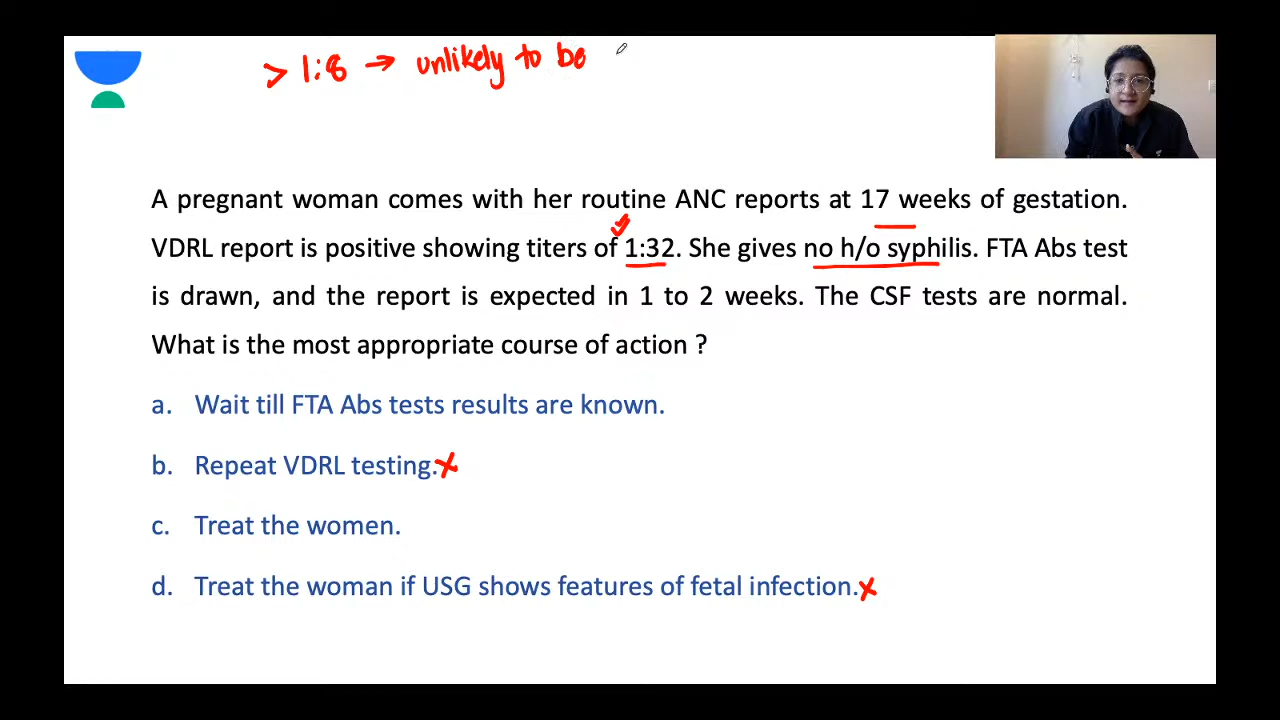 > 1:8 → unlikely to be
A pregnant woman comes with her routine ANC reports at 17 weeks of gestation.
VDRL report is positive showing titers of 1:32. She gives no h/o syphilis. FTA Abs test
is drawn, and the report is expected in 1 to 2 weeks. The CSF tests are normal.
What is the most appropriate course of action ?
a. Wait till FTA Abs tests results are known.
b. Repeat VDRL testing.
c. Treat the women.
d. Treat the woman if USG shows features of fetal infection.